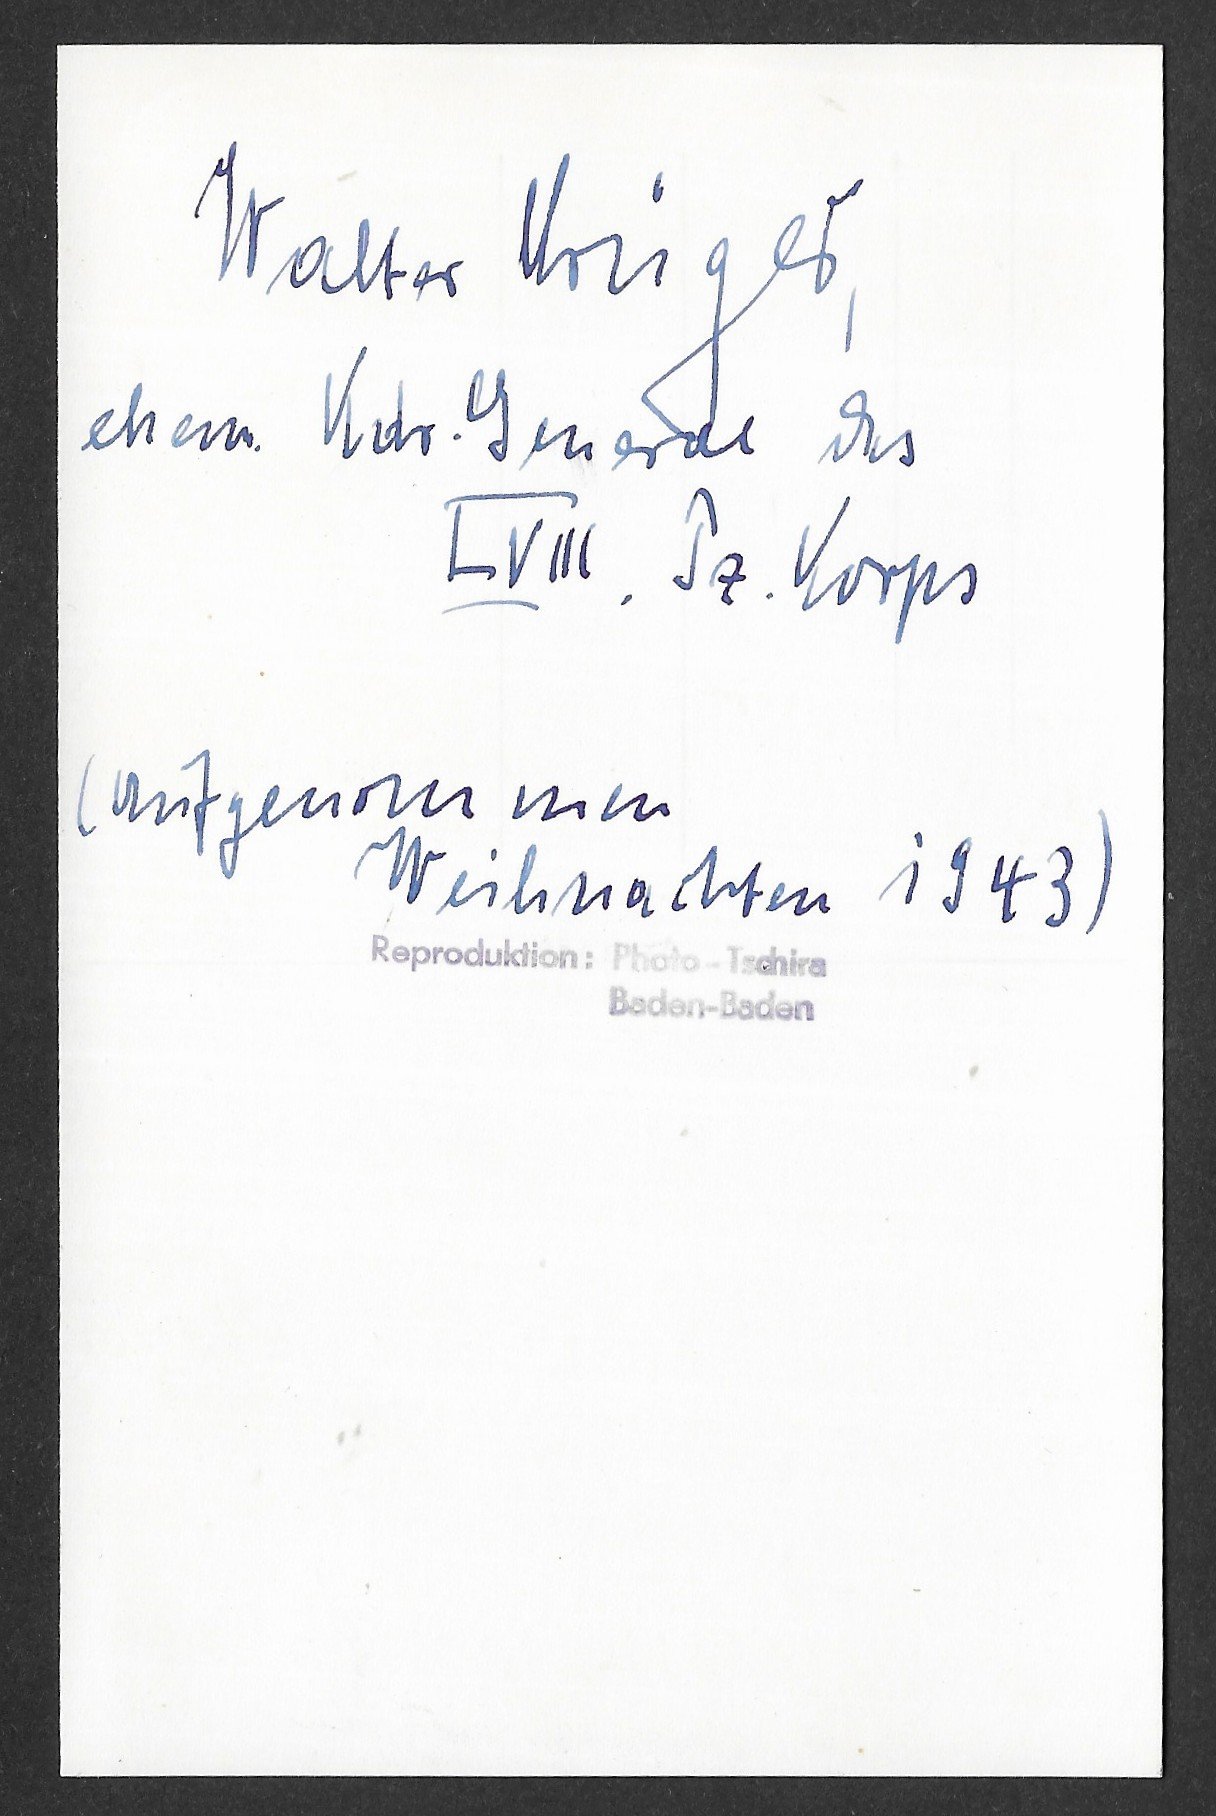 Walter Krüger,
ehem. Kdr. General des
LVIII. Pz. Korps
(aufgenommen
Weihnachten 1943)
Reproduktion: Photo-Tschira
Baden-Baden